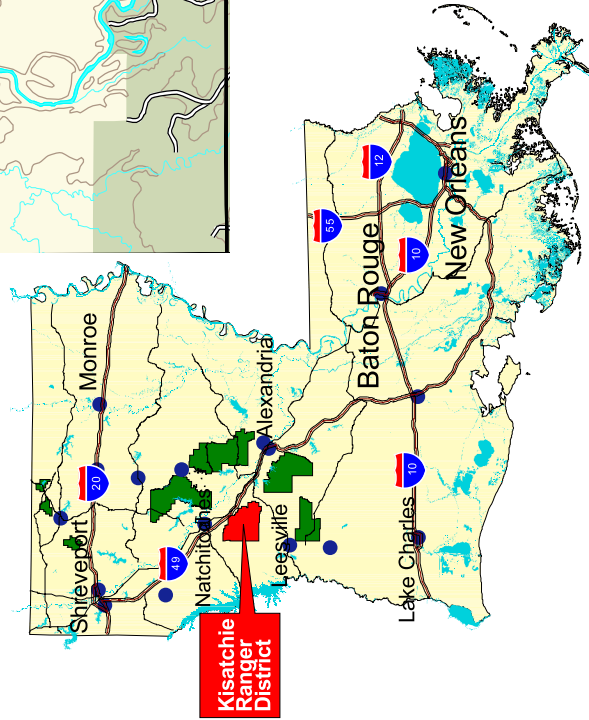 Shreveport
20
Monroe
49
Natchitoches
Alexandria
Leesville
Kisatchie
Ranger
District
Lake Charles
10
Baton Rouge
10
55
12
New Orleans